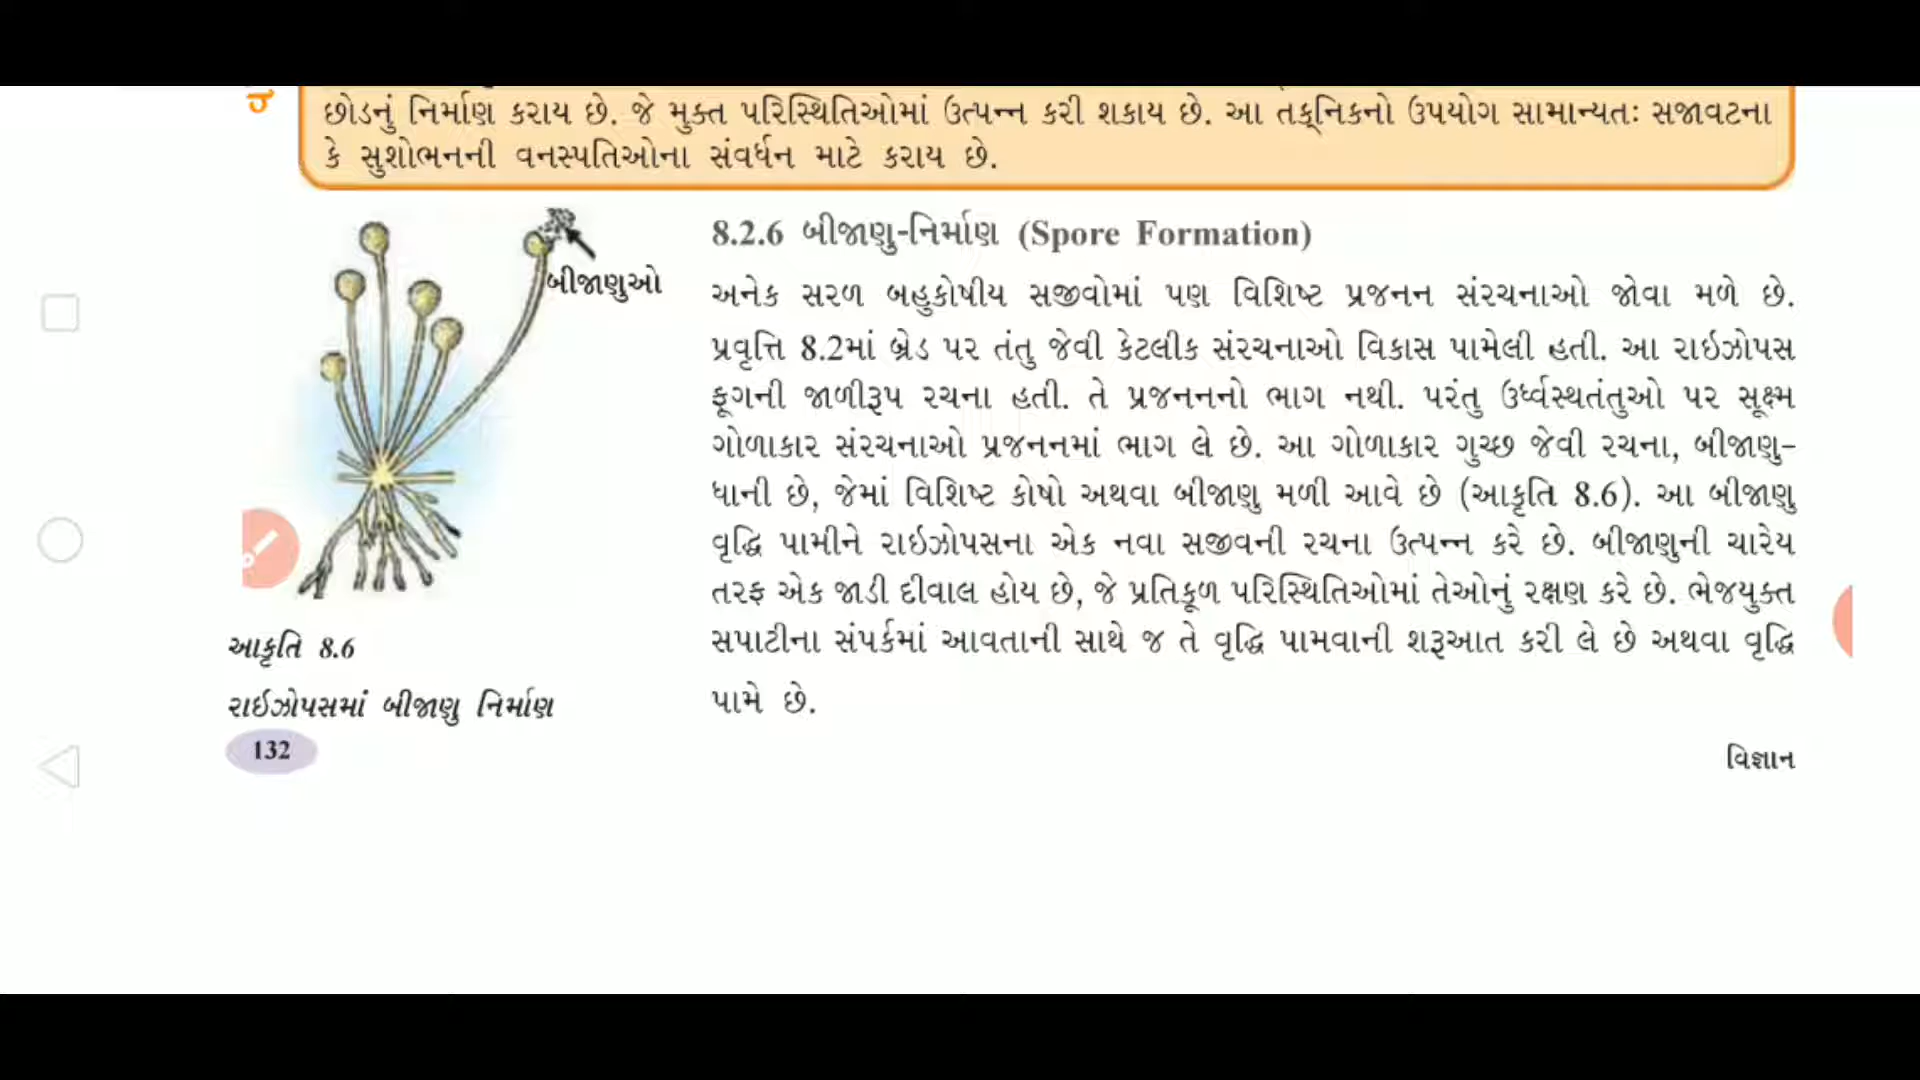 છોડનું નિર્માણ કરાય છે. જે મુક્ત પરિસ્થિતિઓમાં ઉત્પન્ન કરી શકાય છે. આ તક્નિકનો ઉપયોગ સામાન્યતઃ સજાવટના
કે સુશોભનની વનસ્પતિઓના સંવર્ધન માટે કરાય છે.
બીજાણુઓ
આકૃતિ 8.6
રાઇઝોપસમાં બીજાણુ નિર્માણ
132
8.2.6 બીજાણુ-નિર્માણ (Spore Formation)
અનેક સરળ બહુકોષીય સજીવોમાં પણ વિશિષ્ટ પ્રજનન સંરચનાઓ જોવા મળે છે.
પ્રવૃત્તિ 8.2માં બ્રેડ પર તંતુ જેવી કેટલીક સંરચનાઓ વિકાસ પામેલી હતી. આ રાઇઝોપસ
ફૂગની જાળીરૂપ રચના હતી. તે પ્રજનનનો ભાગ નથી. પરંતુ ઉર્ધ્વસ્થતંતુઓ પર સૂક્ષ્મ
ગોળાકાર સંરચનાઓ પ્રજનનમાં ભાગ લે છે. આ ગોળાકાર ગુચ્છ જેવી રચના, બીજાણુ-
ધાની છે, જેમાં વિશિષ્ટ કોષો અથવા બીજાણુ મળી આવે છે (આકૃતિ 8.6). આ બીજાણુ
વૃદ્ધિ પામીને રાઇઝોપસના એક નવા સજીવની રચના ઉત્પન્ન કરે છે. બીજાણુની ચારેય
તરફ એક જાડી દીવાલ હોય છે, જે પ્રતિકૂળ પરિસ્થિતિઓમાં તેઓનું રક્ષણ કરે છે. ભેજયુક્ત
સપાટીના સંપર્કમાં આવતાની સાથે જ તે વૃદ્ધિ પામવાની શરૂઆત કરી લે છે અથવા વૃદ્ધિ
પામે છે.
વિજ્ઞાન